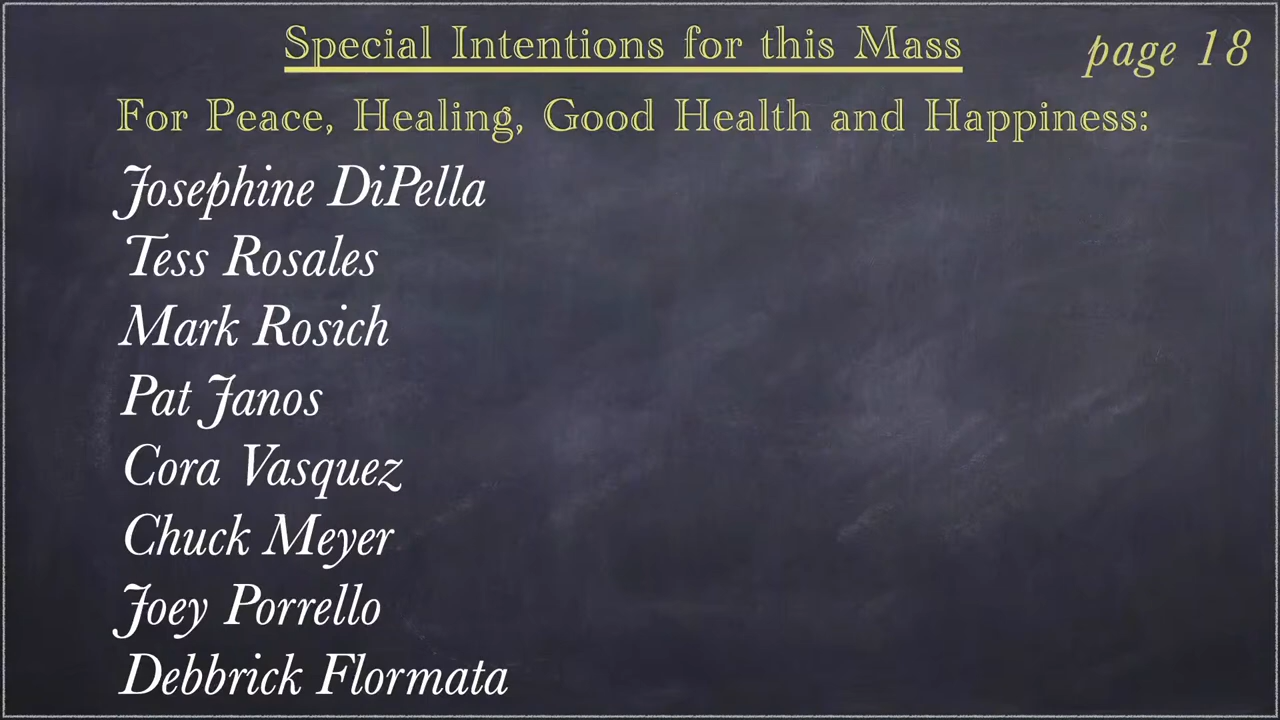 Special Intentions for this Mass
page 18
For Peace, Healing, Good Health and Happiness:
Josephine DiPella
Tess Rosales
Mark Rosich
Pat Janos
Cora Vasquez
Chuck Meyer
Joey Porrello
Debbrick Flormata